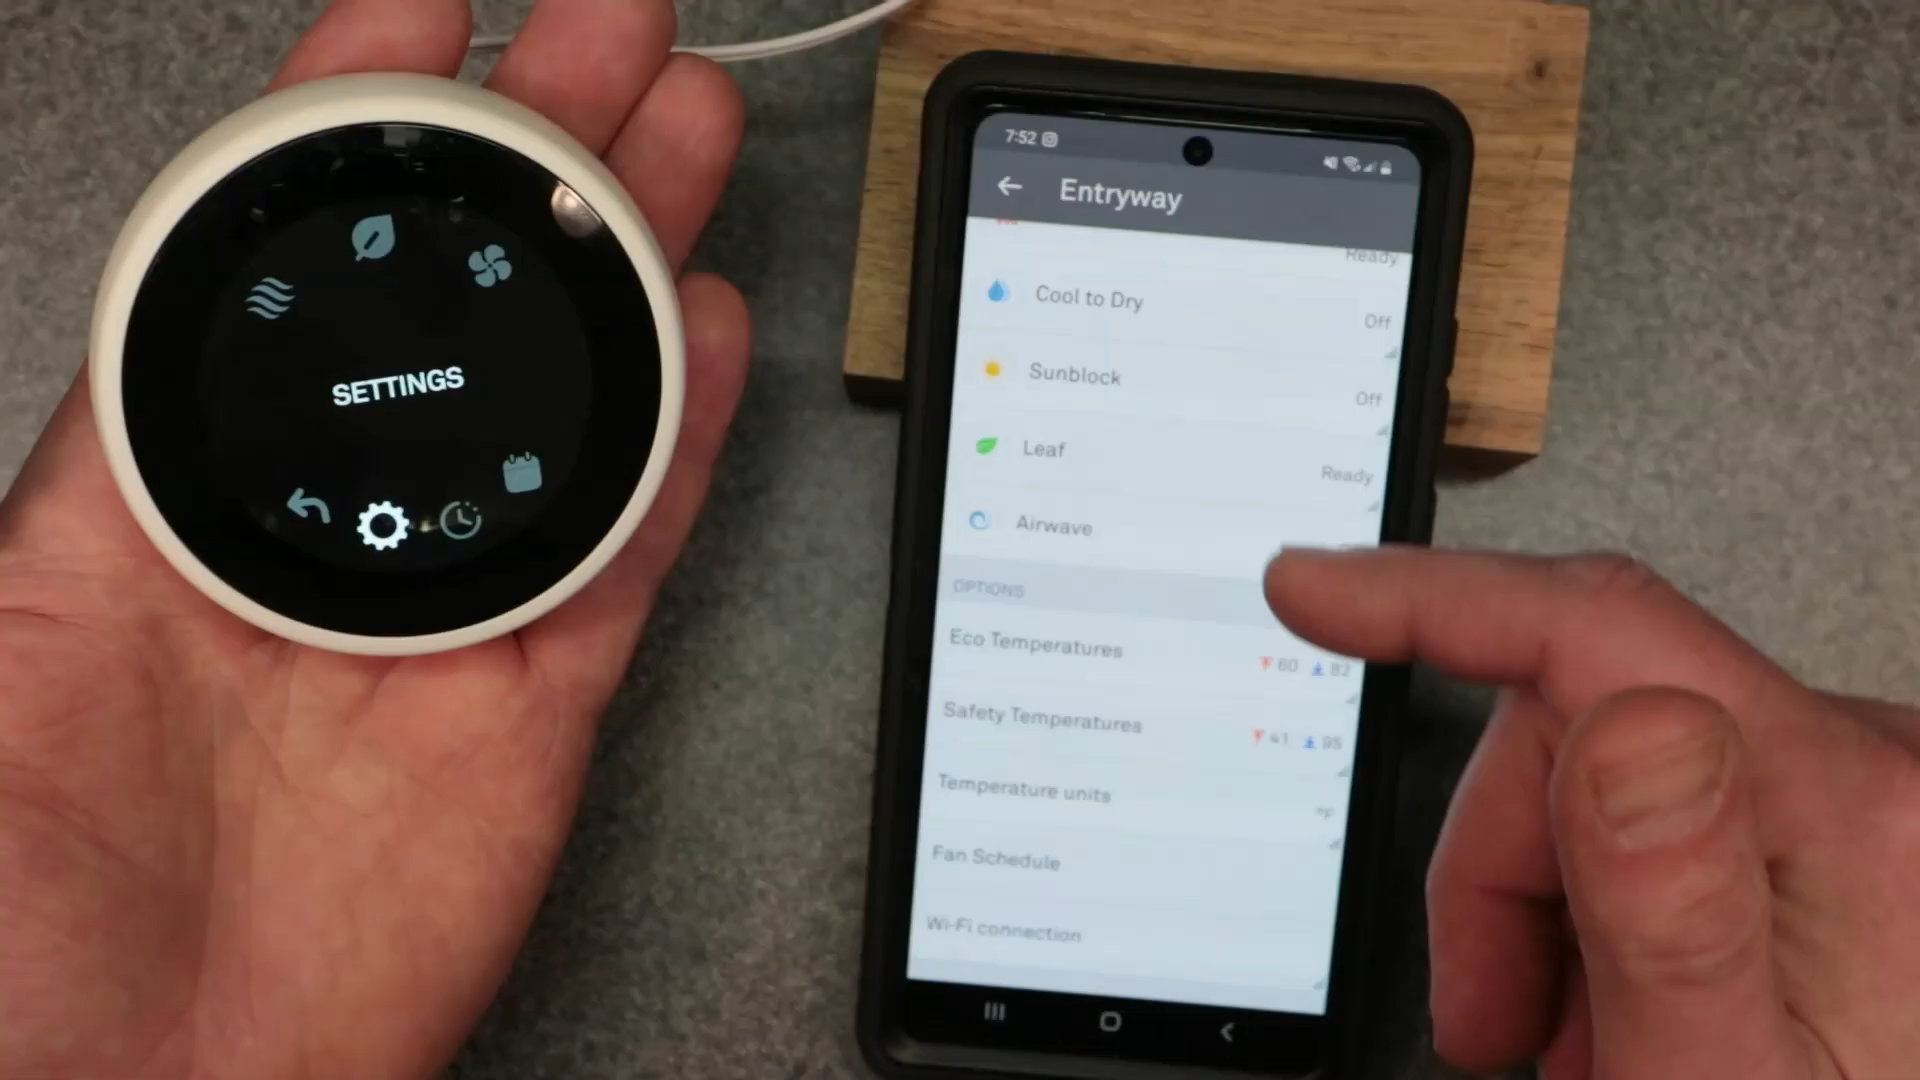 SETTINGS
7:52
Entryway
Ready
Cool to Dry
Off
Sunblock
Off
Leaf
Ready
Airwave
OPTIONS
Eco Temperatures
60 82
Safety Temperatures
41 95
Temperature units
°F
Fan Schedule
Wi-Fi connection